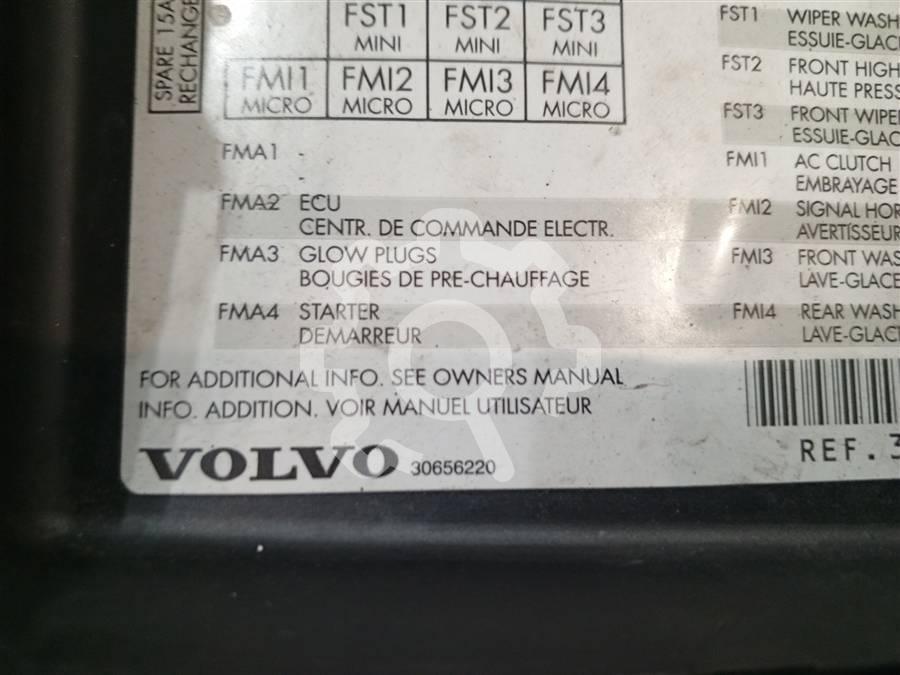 SPARE 15A
RECHANGE
FST1 FST2 FST3
MINI MINI MINI
FMI1 FMI2 FMI3 FMI4
MICRO MICRO MICRO MICRO
FMA1
FMA2 ECU
CENTR. DE COMMANDE ELECTR.
FMA3 GLOW PLUGS
BOUGIES DE PRE-CHAUFFAGE
FMA4 STARTER
DEMARREUR
FOR ADDITIONAL INFO. SEE OWNERS MANUAL
INFO. ADDITION. VOIR MANUEL UTILISATEUR
VOLVO 30656220
FST1 WIPER WASH
ESSUIE-GLAC
FST2 FRONT HIGH
HAUTE PRESS
FST3 FRONT WIPE
ESSUIE-GLAC
FMI1 AC CLUTCH
EMBRAYAGE
FMI2 SIGNAL HOR
AVERTISSEUR
FMI3 FRONT WAS
LAVE-GLACE
FMI4 REAR WASH
LAVE-GLAC
REF. 3